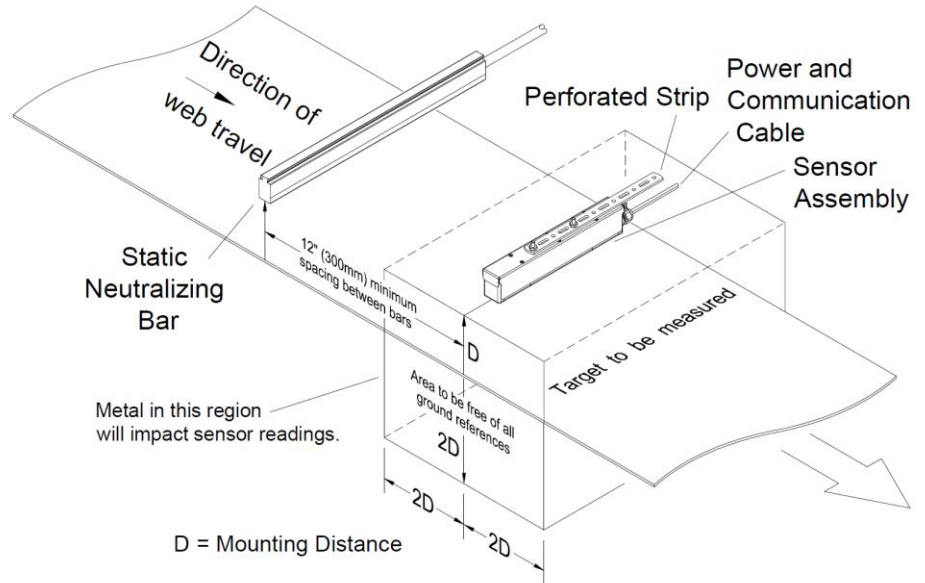 Direction of
web travel
Perforated Strip
Power and
Communication
Cable
Sensor
Assembly
Static
Neutralizing
Bar
12" (300mm) minimum
spacing between bars
D
Target to be measured
Area to be free of all
ground references
Metal in this region
will impact sensor readings.
2D
2D
2D
D = Mounting Distance